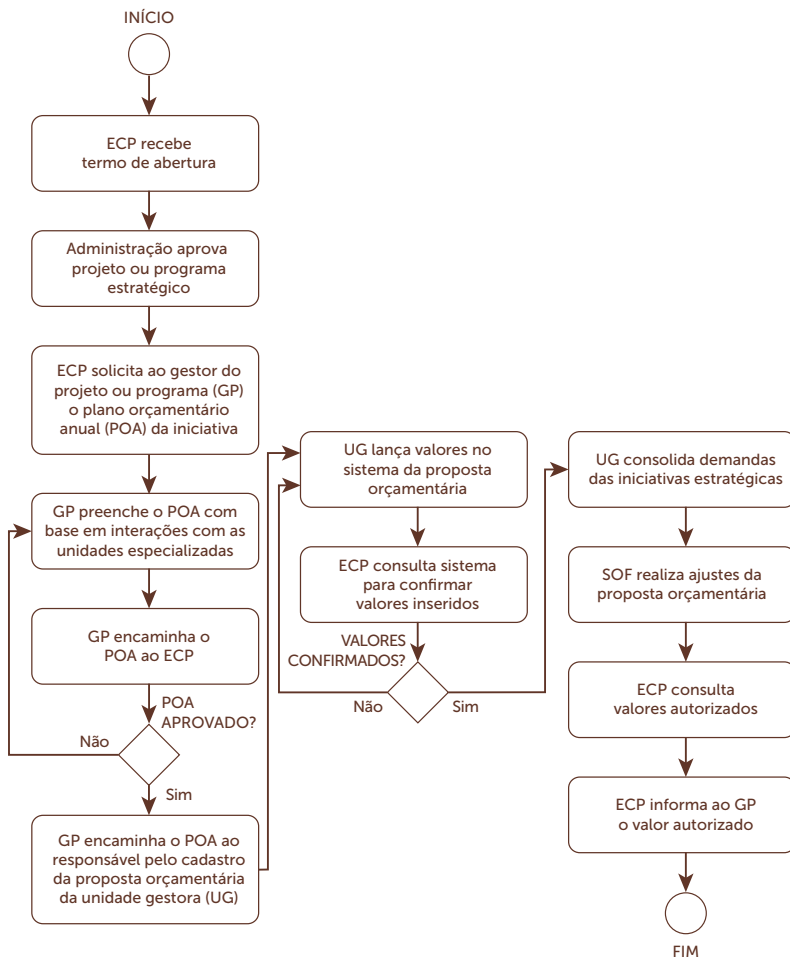 INÍCIO
ECP recebe
termo de abertura
Administração aprova
projeto ou programa
estratégico
ECP solicita ao gestor do
projeto ou programa (GP)
o plano orçamentário
anual (POA) da iniciativa
GP preenche o POA com
base em interações com as
unidades especializadas
GP encaminha o
POA ao ECP
POA
APROVADO?
Não
Sim
GP encaminha o POA ao
responsável pelo cadastro
da proposta orçamentária
da unidade gestora (UG)
UG lança valores no
sistema da proposta
orçamentária
ECP consulta sistema
para confirmar
valores inseridos
VALORES
CONFIRMADOS?
Não
Sim
UG consolida demandas
das iniciativas estratégicas
SOF realiza ajustes da
proposta orçamentária
ECP consulta
valores autorizados
ECP informa ao GP
o valor autorizado
FIM